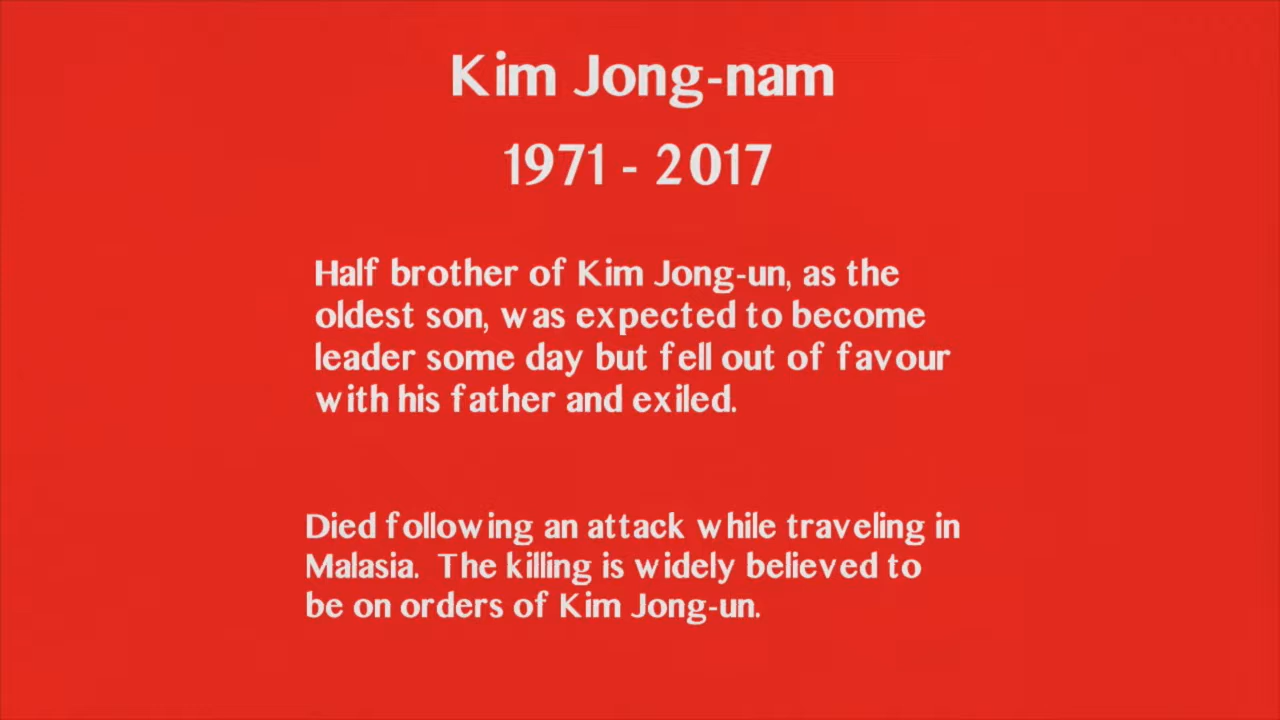 Kim Jong-nam
1971 - 2017
Half brother of Kim Jong-un, as the
oldest son, was expected to become
leader some day but fell out of favour
with his father and exiled.
Died following an attack while traveling in
Malasia. The killing is widely believed to
be on orders of Kim Jong-un.